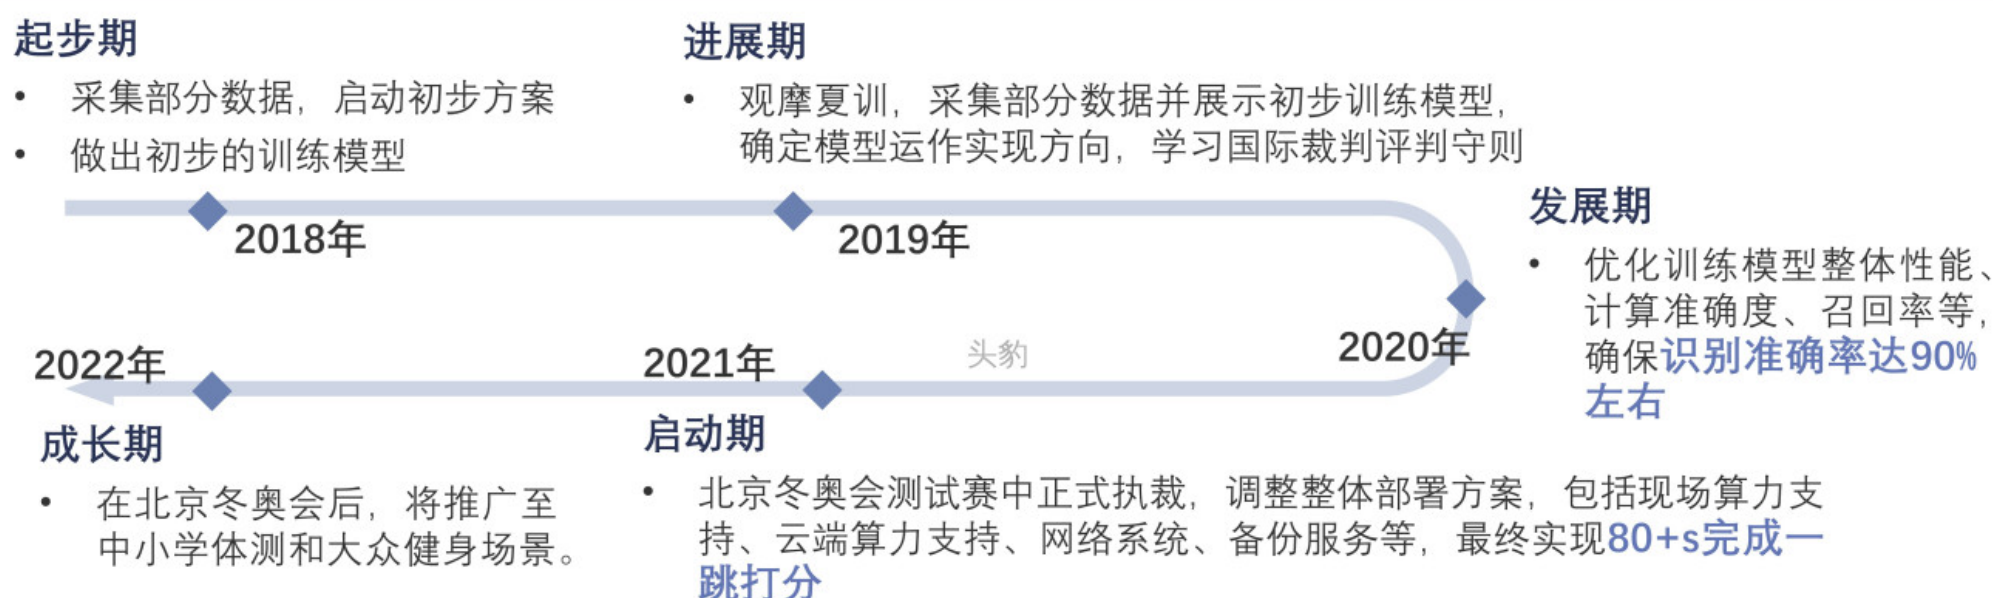 起步期
• 采集部分数据，启动初步方案
• 做出初步的训练模型
进展期
• 观摩夏训，采集部分数据并展示初步训练模型，
确定模型运作实现方向，学习国际裁判评判守则
2018年
2019年
发展期
• 优化训练模型整体性能、
计算准确度、召回率等，
确保识别准确率达90%
左右
2020年
头豹
2021年
启动期
• 北京冬奥会测试赛中正式执裁，调整整体部署方案，包括现场算力支
持、云端算力支持、网络系统、备份服务等，最终实现80+s完成一
跳打分
2022年
成长期
• 在北京冬奥会后，将推广至
中小学体测和大众健身场景。